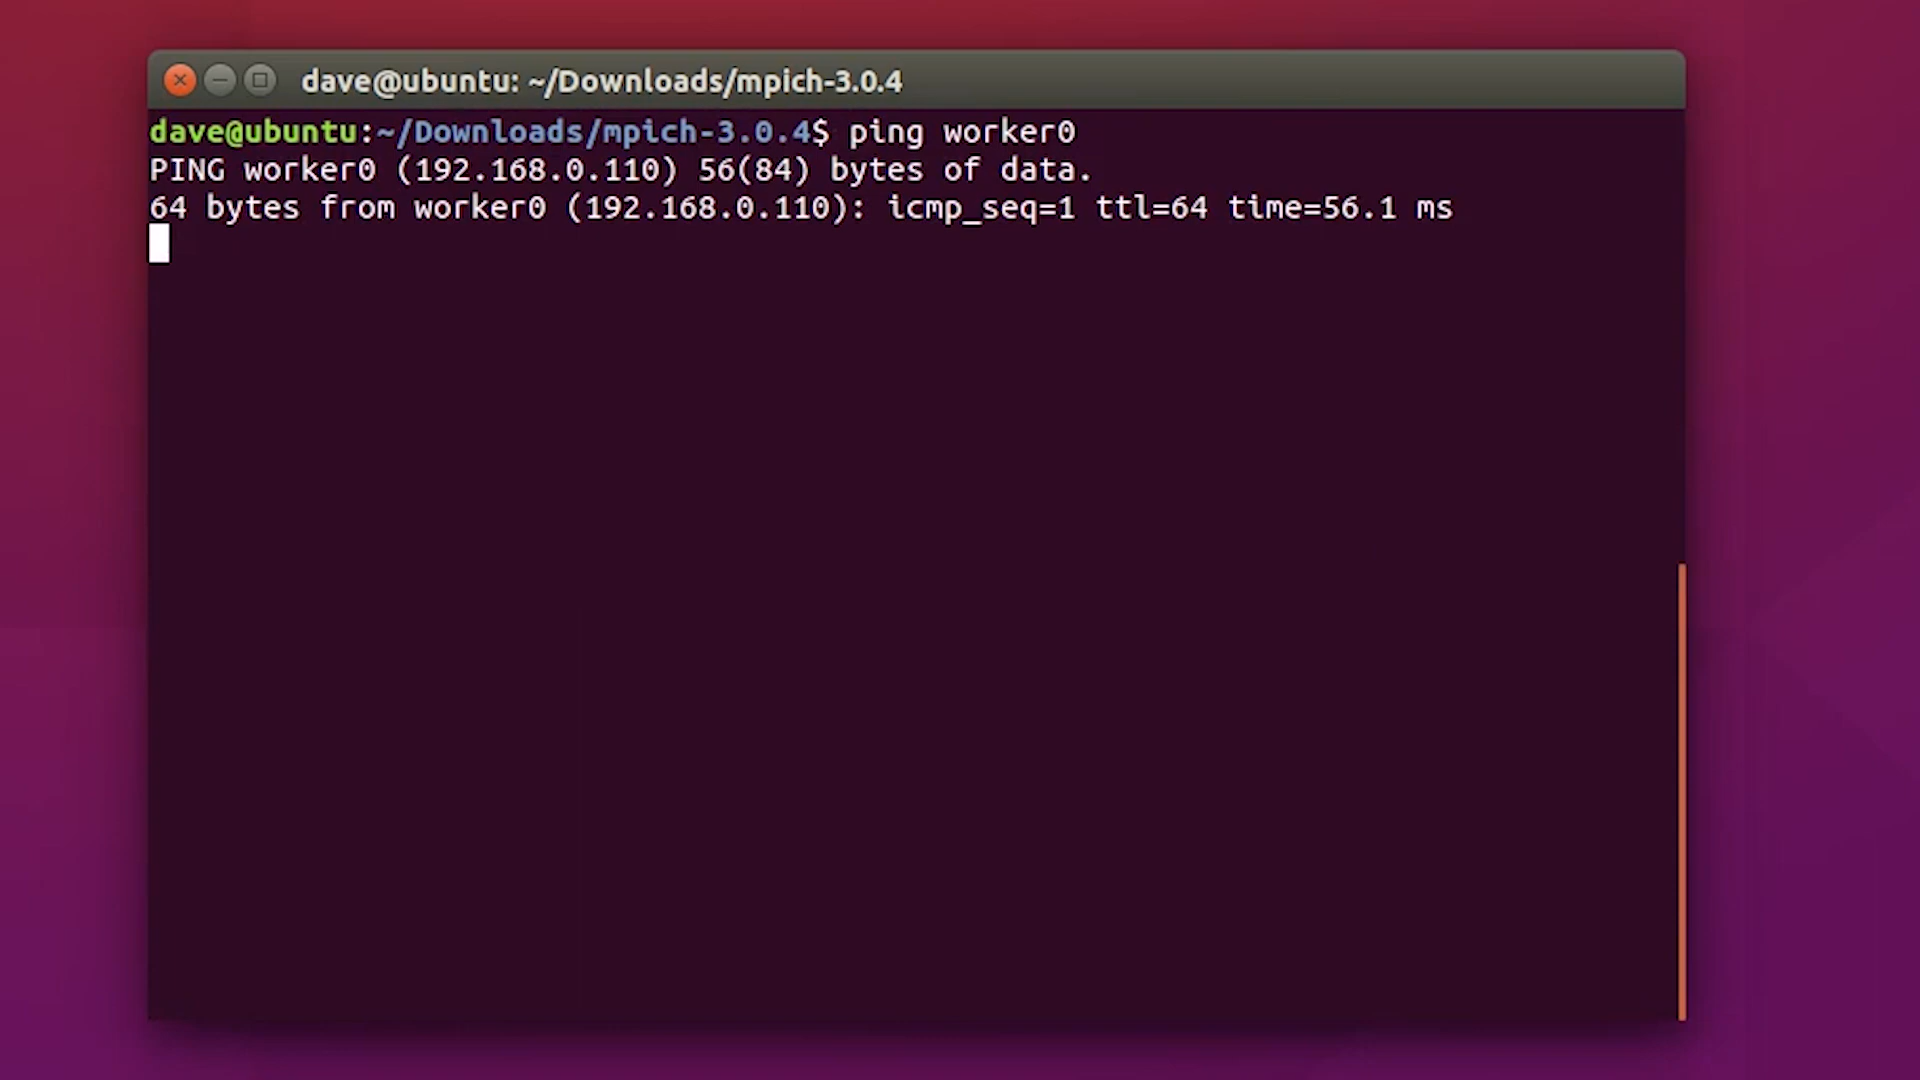 dave@ubuntu: ~/Downloads/mpich-3.0.4
dave@ubuntu:~/Downloads/mpich-3.0.4$ ping worker0
PING worker0 (192.168.0.110) 56(84) bytes of data.
64 bytes from worker0 (192.168.0.110): icmp_seq=1 ttl=64 time=56.1 ms